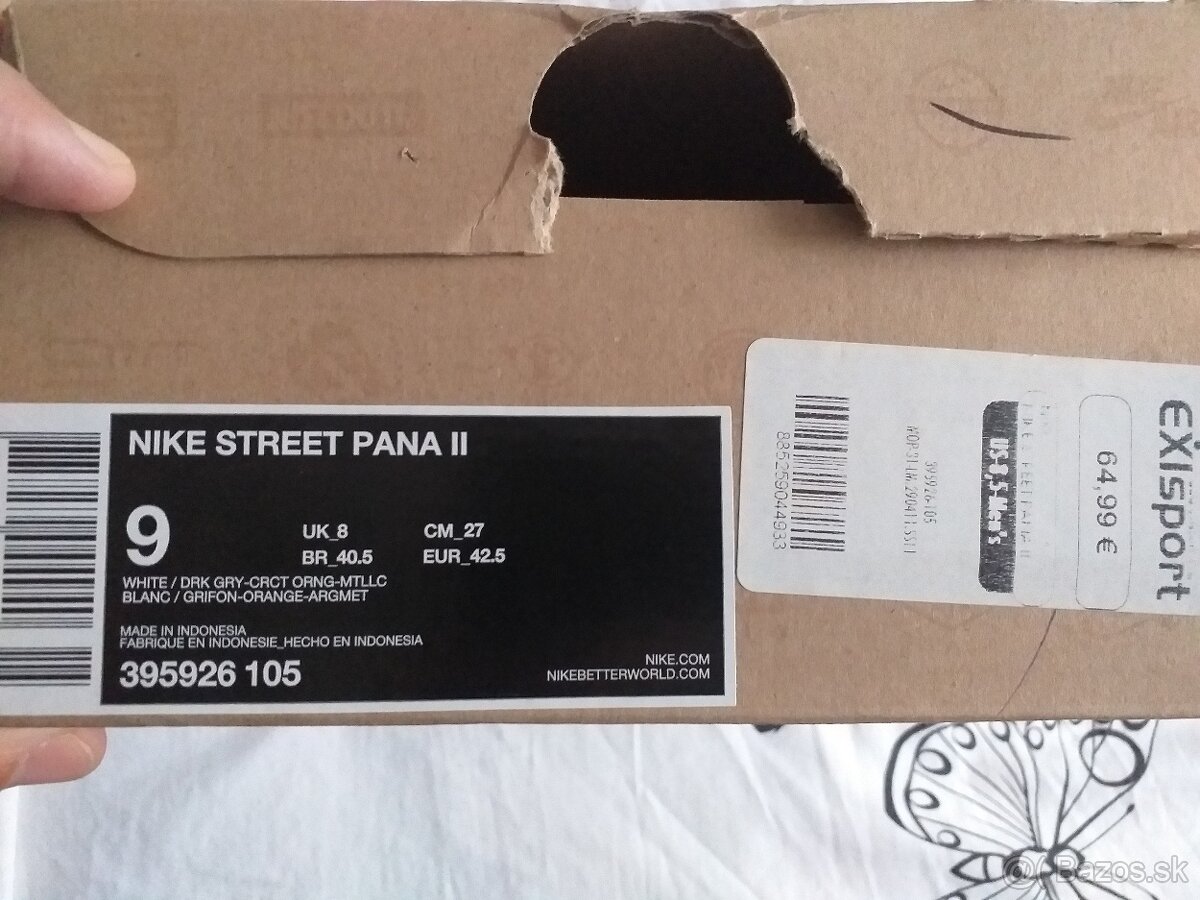 NIKE STREET PANA II
9
UK_8 CM_27
BR_40.5 EUR_42.5
WHITE / DRK GRY-CRCT ORNG-MTLLC
BLANC / GRIFON-ORANGE-ARGMET
MADE IN INDONESIA
FABRIQUE EN INDONESIE_HECHO EN INDONESIA
395926 105
NIKE.COM
NIKEBETTERWORLD.COM
EXIsport
64,99 €
395926105
885259044933
@ Bazos.sk